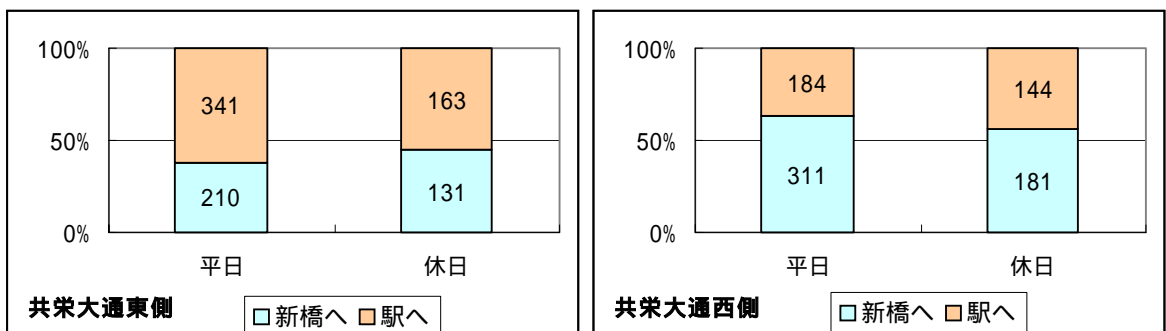 100%
341
163
50%
210
131
0%
平日
休日
共栄大通東側
新橋へ 駅へ
100%
184
144
50%
311
181
0%
平日
休日
共栄大通西側
新橋へ 駅へ